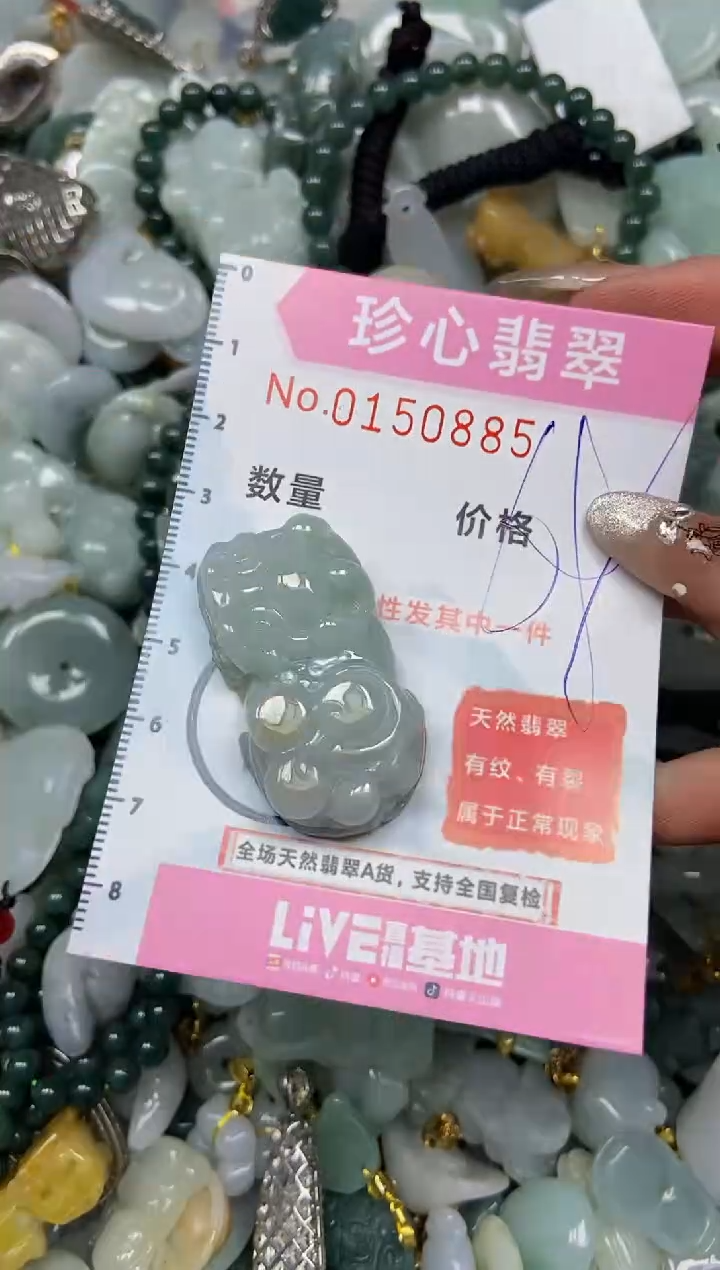 0
1
2
3
4
5
6
7
8
珍心翡翠
No.0150885
数量
价格
性发其中一件
天然翡翠
有纹、有裂
属于正常现象
全场天然翡翠A货，支持全国复检
LiVE直播基地